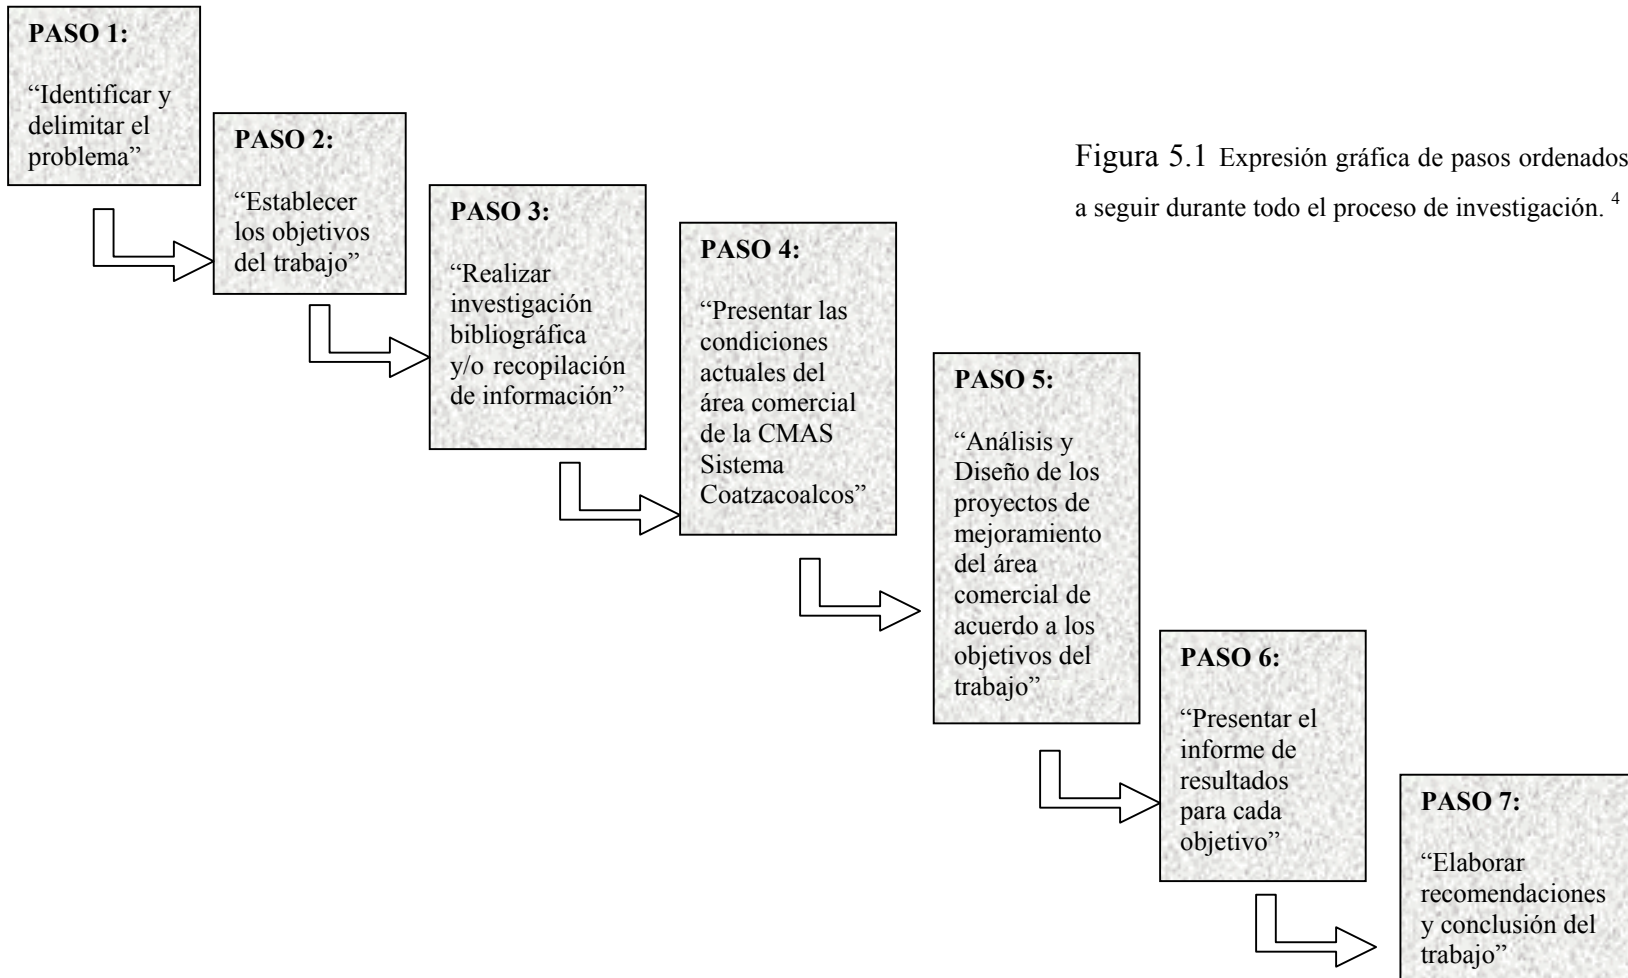 PASO 1:
“Identificar y
delimitar el
problema”
PASO 2:
“Establecer
los objetivos
del trabajo”
PASO 3:
“Realizar
investigación
bibliográfica
y/o recopilación
de información”
PASO 4:
“Presentar las
condiciones
actuales del
área comercial
de la CMAS
Sistema
Coatzacoalcos”
PASO 5:
“Análisis y
Diseño de los
proyectos de
mejoramiento
del área
comercial de
acuerdo a los
objetivos del
trabajo”
PASO 6:
“Presentar el
informe de
resultados
para cada
objetivo”
PASO 7:
“Elaborar
recomendaciones
y conclusión del
trabajo”
Figura 5.1 Expresión gráfica de pasos ordenados
a seguir durante todo el proceso de investigación. 4